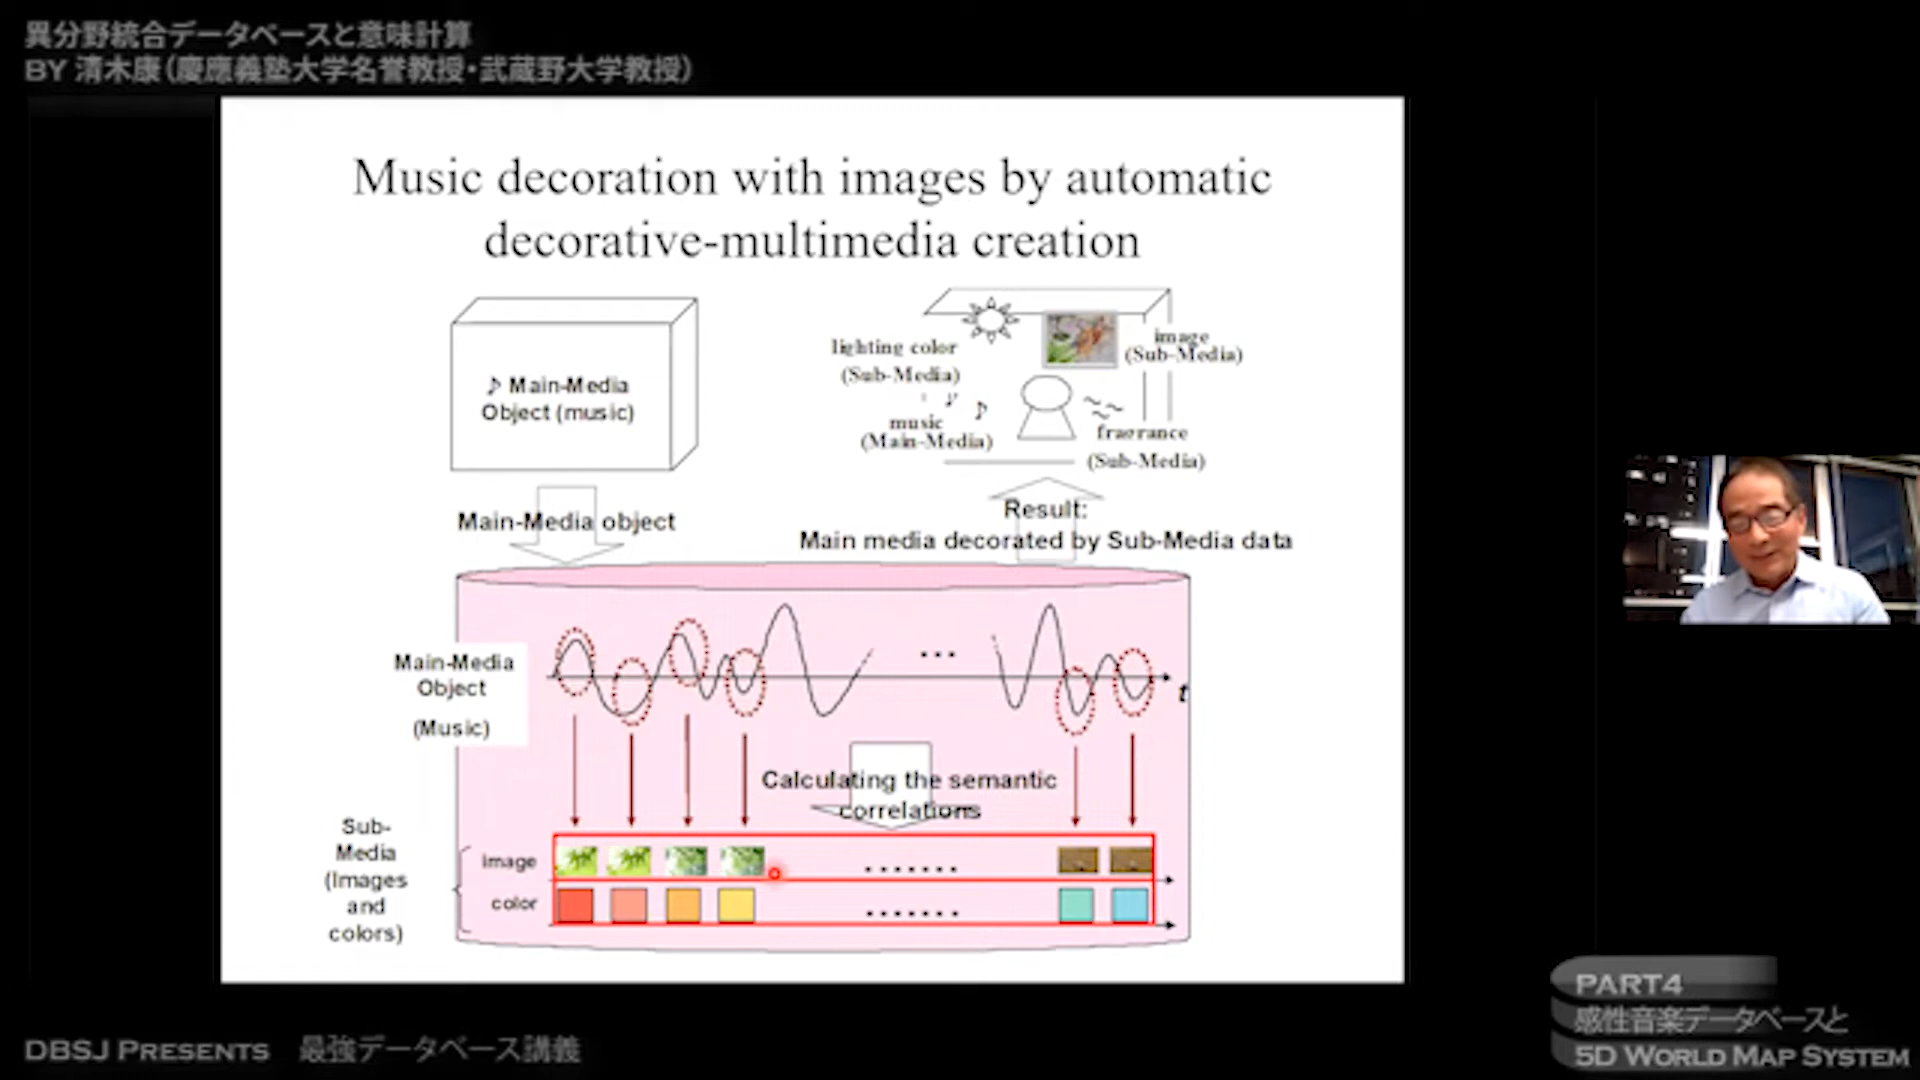 異分野統合データベースと意味計算
BY 清木康(慶應義塾大学名誉教授・武蔵野大学教授)
Music decoration with images by automatic
decorative-multimedia creation
♪ Main-Media
Object (music)
lighting color
(Sub-Media)
image
(Sub-Media)
music
(Main-Media)
fragrance
(Sub-Media)
Main-Media object
Result:
Main media decorated by Sub-Media data
Main-Media
Object
(Music)
...
t
Calculating the semantic
correlations
Sub-
Media
(Images
and
colors)
image
.......
color
.......
PART4
感性音楽データベースと
5D WORLD MAP SYSTEM
DBSJ PRESENTS 最強データベース講義